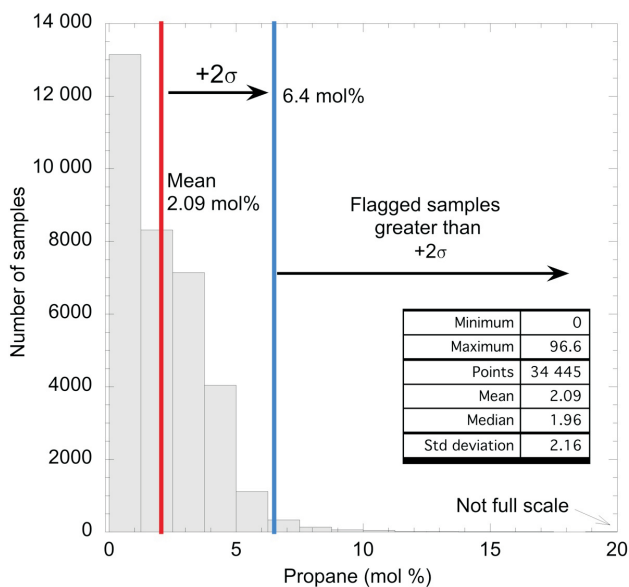 14 000
12 000
10 000
8000
6000
4000
2000
0
Number of samples
+2σ
6.4 mol%
Mean
2.09 mol%
Flagged samples
greater than
+2σ
Minimum 0
Maximum 96.6
Points 34 445
Mean 2.09
Median 1.96
Std deviation 2.16
Not full scale
0 5 10 15 20
Propane (mol %)